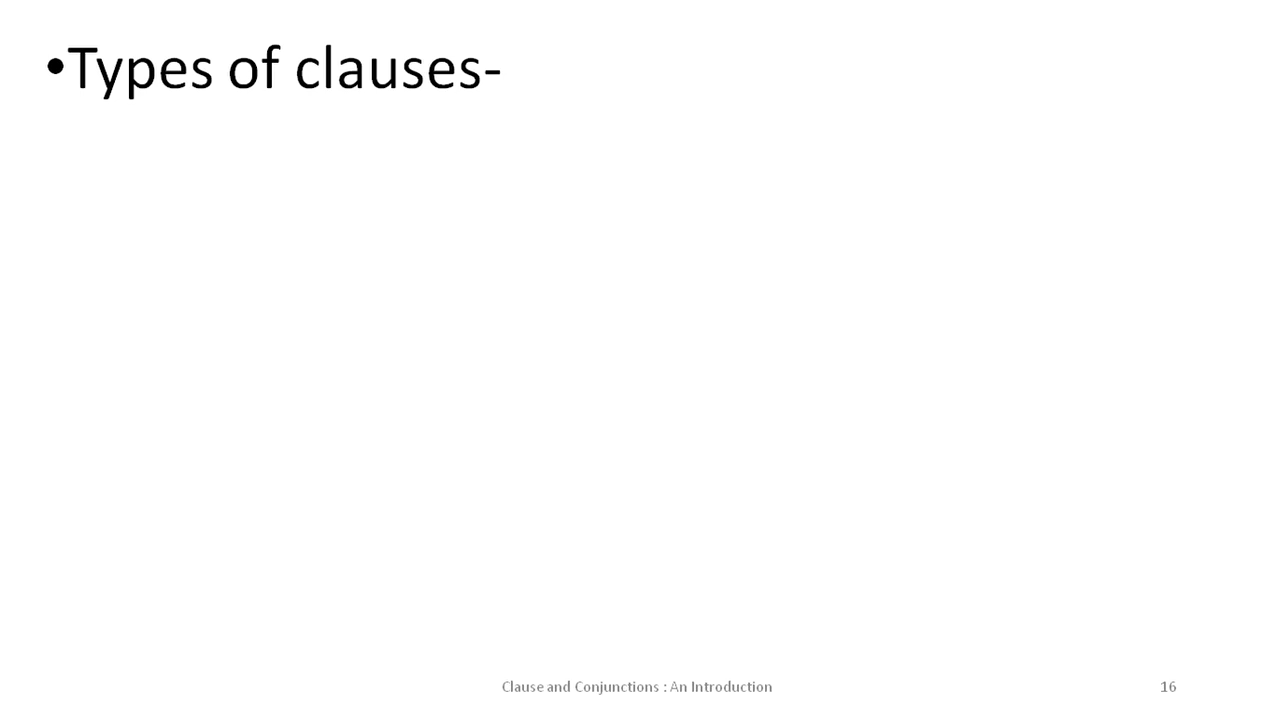 •Types of clauses-
Clause and Conjunctions : An Introduction
16